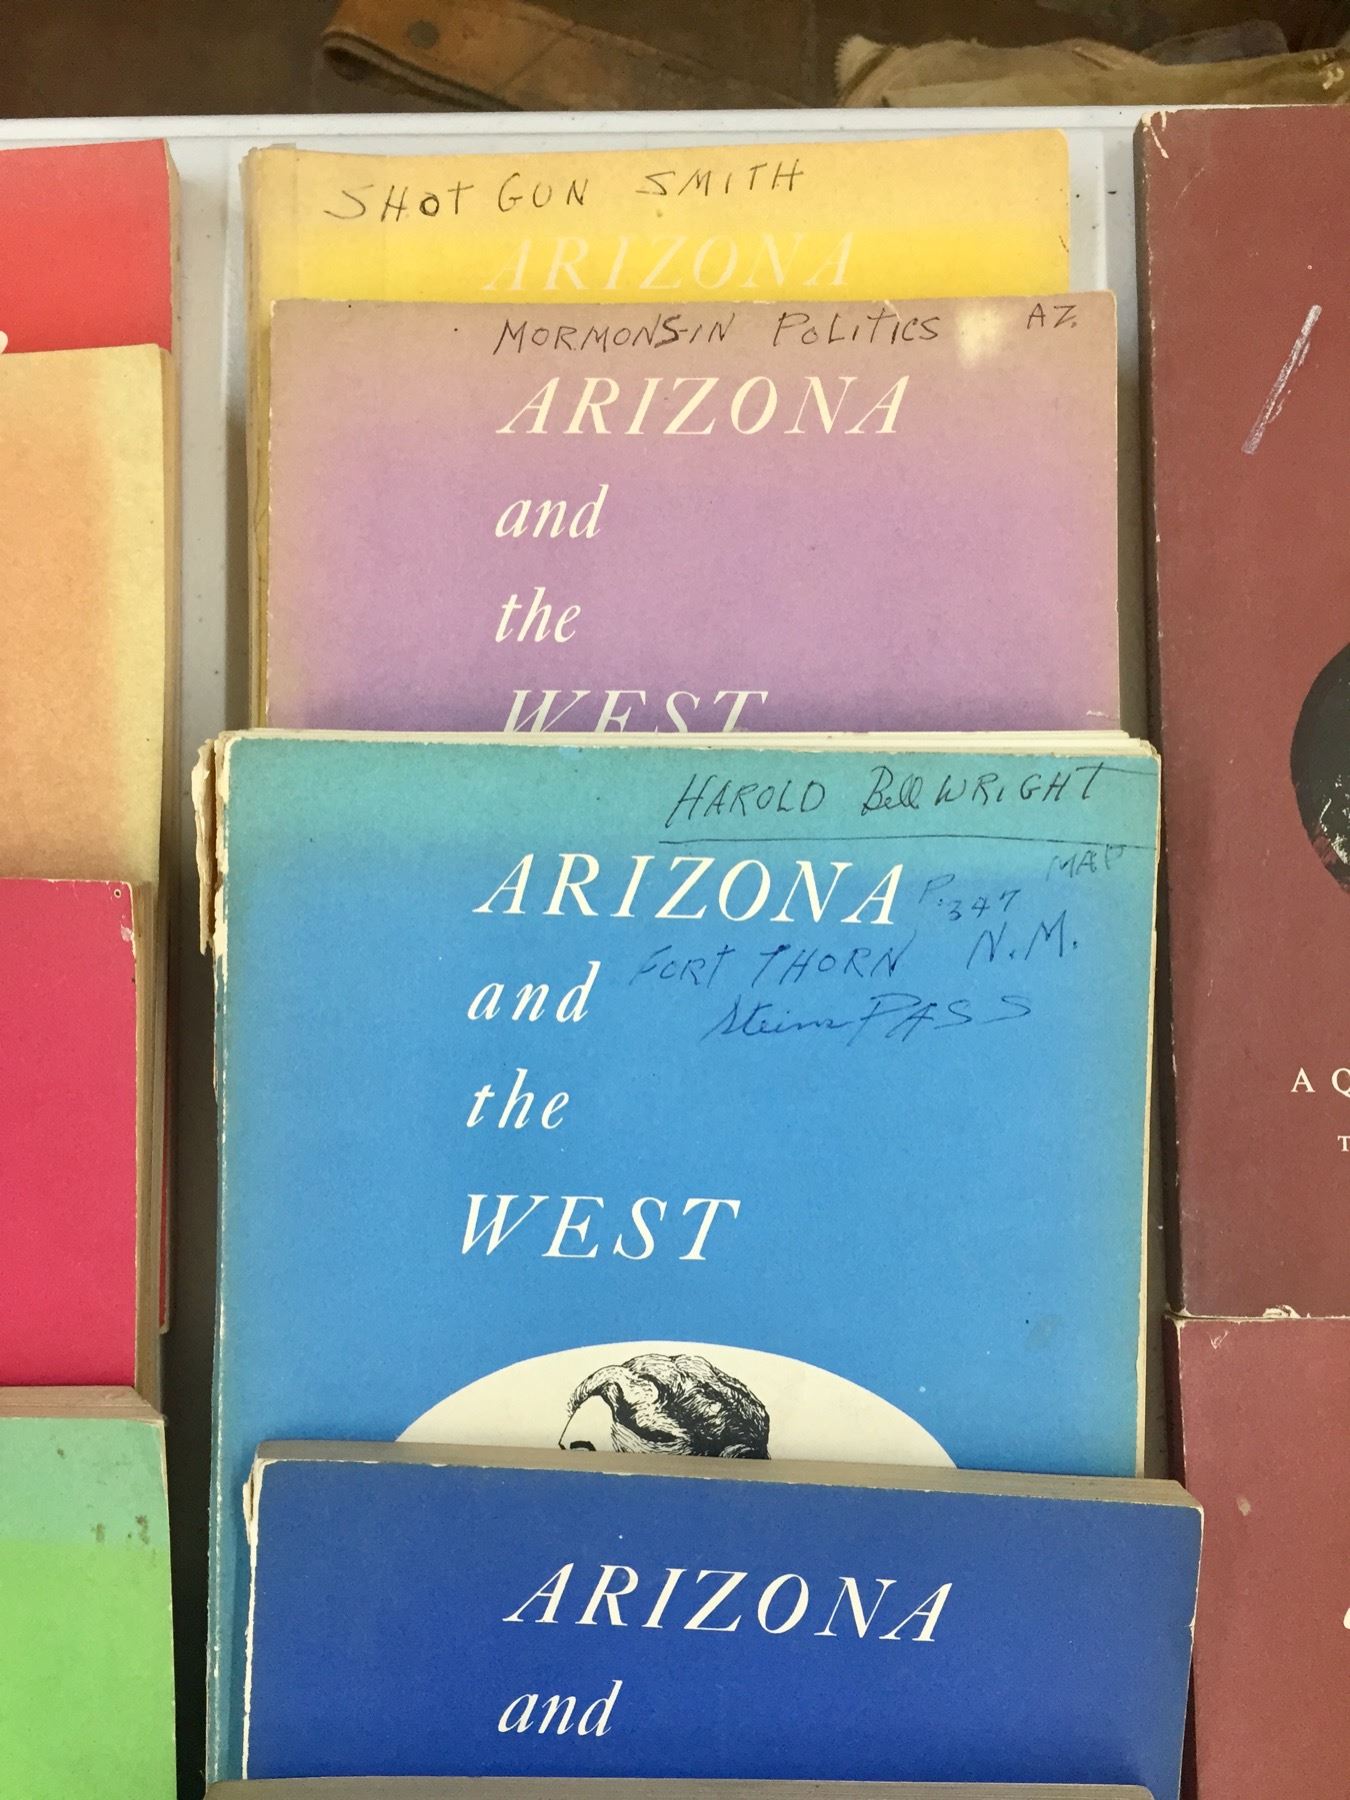 SHOT GUN SMITH
ARIZONA
MORMONS-IN POLITICS AZ.
ARIZONA
and
the
WEST
HAROLD Bell WRIGHT
MAP
ARIZONA P. 347
FORT THORN N.M.
and
Steins PASS
the
WEST
ARIZONA
and
A Q
T